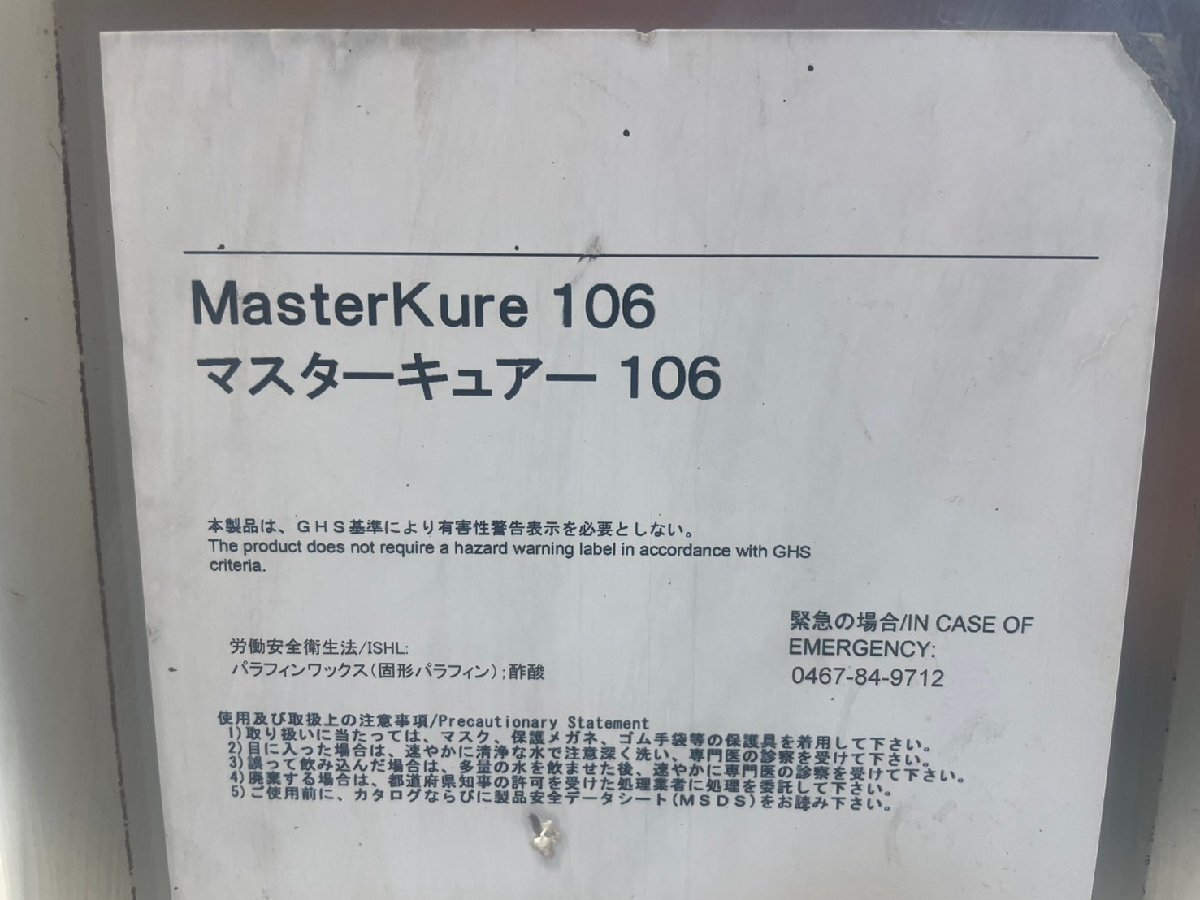 MasterKure 106
マスターキュアー 106
本製品は、GHS基準により有害性警告表示を必要としない。
The product does not require a hazard warning label in accordance with GHS
criteria.
緊急の場合/IN CASE OF
EMERGENCY:
0467-84-9712
労働安全衛生法/ISHL:
パラフィンワックス(固形パラフィン);酢酸
使用及び取扱上の注意事項/Precautionary Statement
1)取り扱いに当たっては、マスク、保護メガネ、ゴム手袋等の保護具を着用して下さい。
2)目に入った場合は、速やかに清浄な水で注意深く洗い、専門医の診察を受けて下さい。
3)誤って飲み込んだ場合は、多量の水を飲ませた後、速やかに専門医の診察を受けて下さい。
4)廃棄する場合は、都道府県知事の許可を受けた処理業者に処理を委託して下さい。
5)ご使用前に、カタログならびに製品安全データシート(MSDS)をお読み下さい。